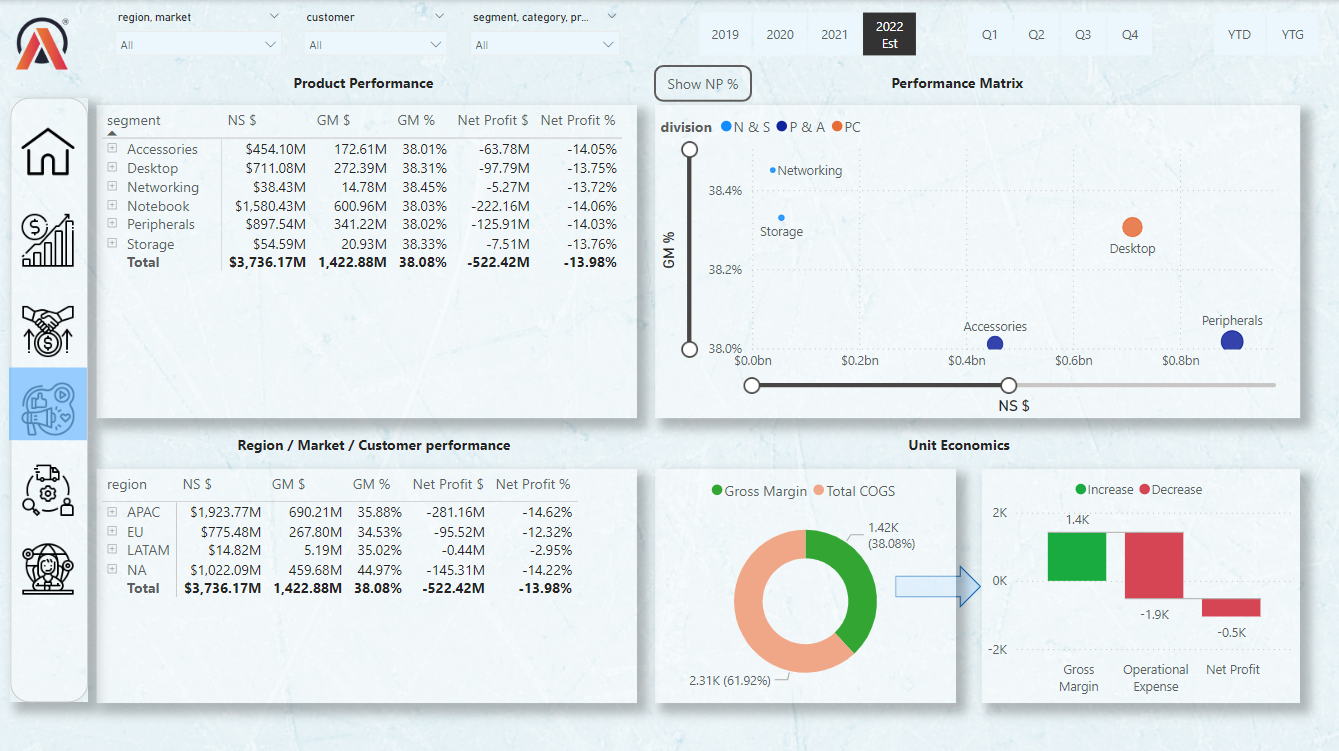 region, market
customer
segment, category, pr...
All
All
All
2019 2020 2021 2022 Est
Q1 Q2 Q3 Q4
YTD YTG
Product Performance
segment NS $ GM $ GM % Net Profit $ Net Profit %
Accessories $454.10M 172.61M 38.01% -63.78M -14.05%
Desktop $711.08M 272.39M 38.31% -97.79M -13.75%
Networking $38.43M 14.78M 38.45% -5.27M -13.72%
Notebook $1,580.43M 600.96M 38.03% -222.16M -14.06%
Peripherals $897.54M 341.22M 38.02% -125.91M -14.03%
Storage $54.59M 20.93M 38.33% -7.51M -13.76%
Total $3,736.17M 1,422.88M 38.08% -522.42M -13.98%
Show NP %
Performance Matrix
division N & S P & A PC
GM %
38.4%
38.2%
38.0%
Networking
Storage
Desktop
Accessories
Peripherals
$0.0bn $0.2bn $0.4bn $0.6bn $0.8bn
NS $
Region / Market / Customer performance
region NS $ GM $ GM % Net Profit $ Net Profit %
APAC $1,923.77M 690.21M 35.88% -281.16M -14.62%
EU $775.48M 267.80M 34.53% -95.52M -12.32%
LATAM $14.82M 5.19M 35.02% -0.44M -2.95%
NA $1,022.09M 459.68M 44.97% -145.31M -14.22%
Total $3,736.17M 1,422.88M 38.08% -522.42M -13.98%
Unit Economics
Gross Margin Total COGS
1.42K
(38.08%)
2.31K (61.92%)
Increase Decrease
2K
0K
-2K
1.4K
-1.9K
-0.5K
Gross
Margin
Operational
Expense
Net Profit